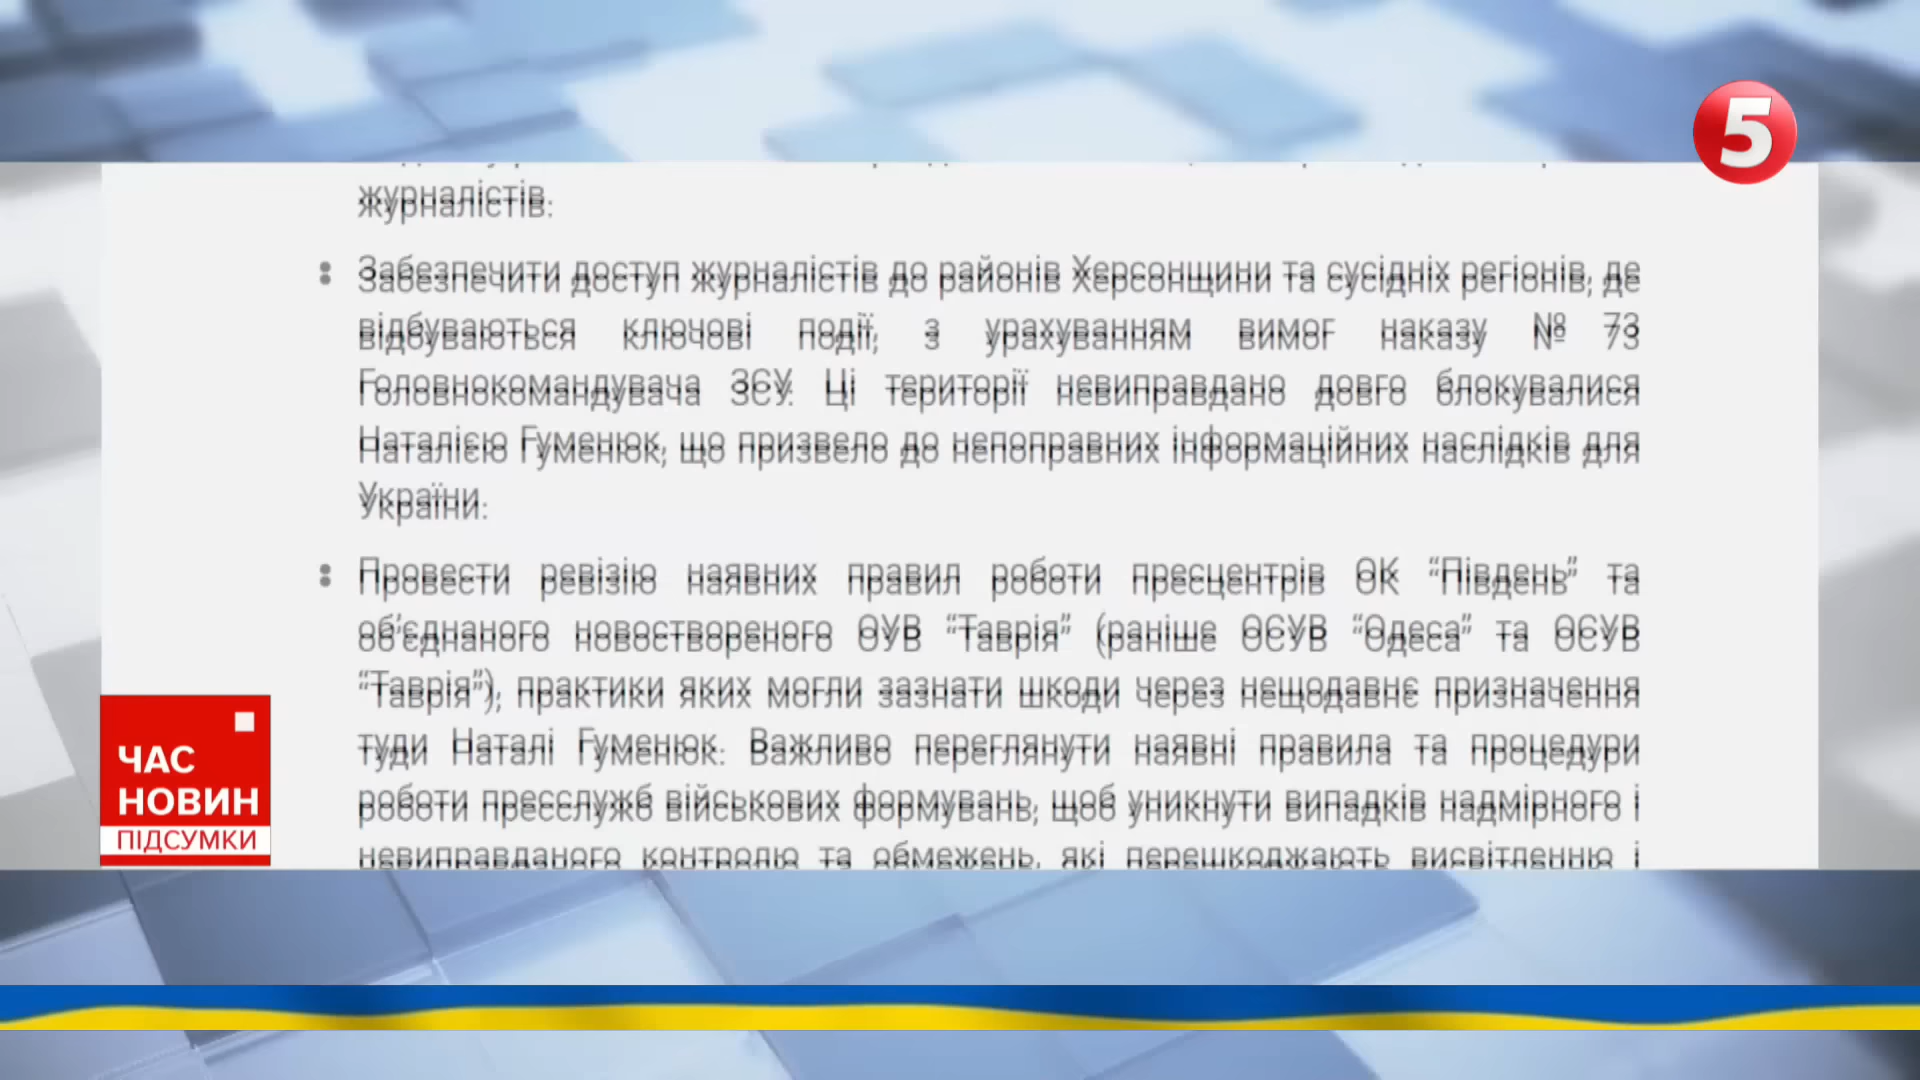 5
журналістів.
• Забезпечити доступ журналістів до районів Херсонщини та сусідніх регіонів, де
відбуваються ключові події, з урахуванням вимог наказу № 73
Головнокомандувача ЗСУ. Ці території невиправдано довго блокувалися
Наталією Гуменюк, що призвело до непоправних інформаційних наслідків для
України.
• Провести ревізію наявних правил роботи пресцентрів ОК “Південь” та
об’єднаного новоствореного ОУВ “Таврія” (раніше ОСУВ “Одеса” та ОСУВ
“Таврія”), практики яких могли зазнати шкоди через нещодавнє призначення
туди Наталі Гуменюк. Важливо переглянути наявні правила та процедури
роботи пресслужб військових формувань, щоб уникнути випадків надмірного і
невиправданого контролю та обмежень, які перешкоджають висвітленню і
ЧАС
НОВИН
ПІДСУМКИ